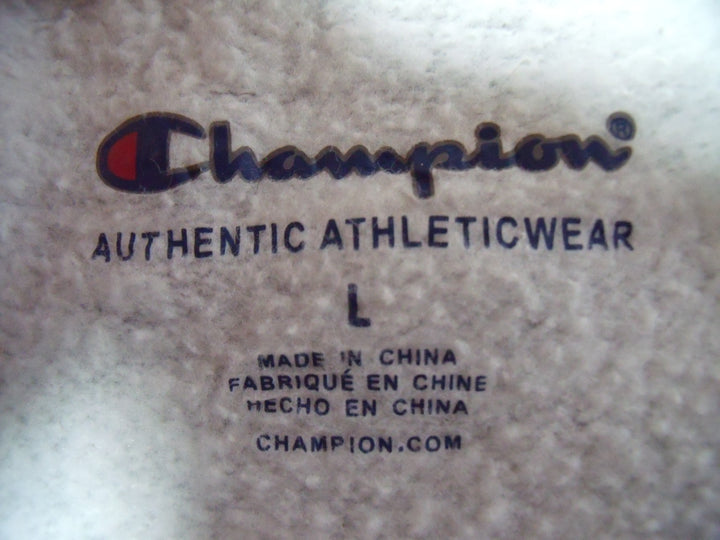 Champion®
AUTHENTIC ATHLETICWEAR
L
MADE IN CHINA
FABRIQUÉ EN CHINE
HECHO EN CHINA
CHAMPION.COM